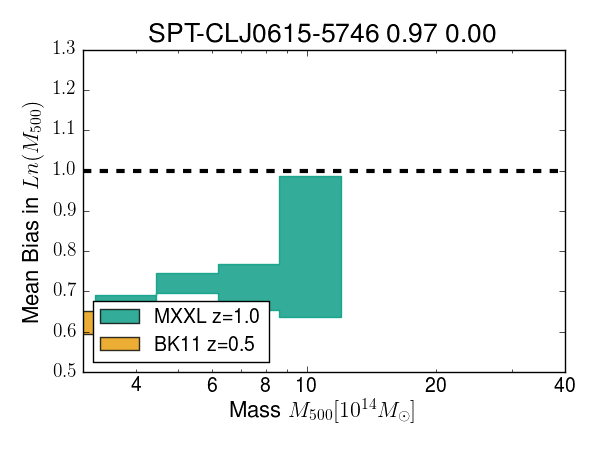 SPT-CLJ0615-5746 0.97 0.00
1.3
1.2
1.1
1.0
0.9
0.8
0.7
0.6
0.5
Mean Bias in Ln(M500)
MXXL z=1.0
BK11 z=0.5
4 6 8 10 20 40
Mass M500[10^14 M⊙]